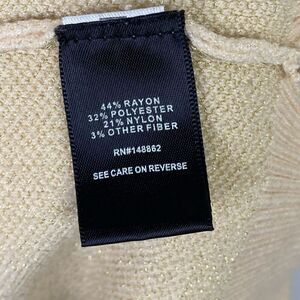 44% RAYON
32% POLYESTER
21% NYLON
3% OTHER FIBER
RN#148862
SEE CARE ON REVERSE